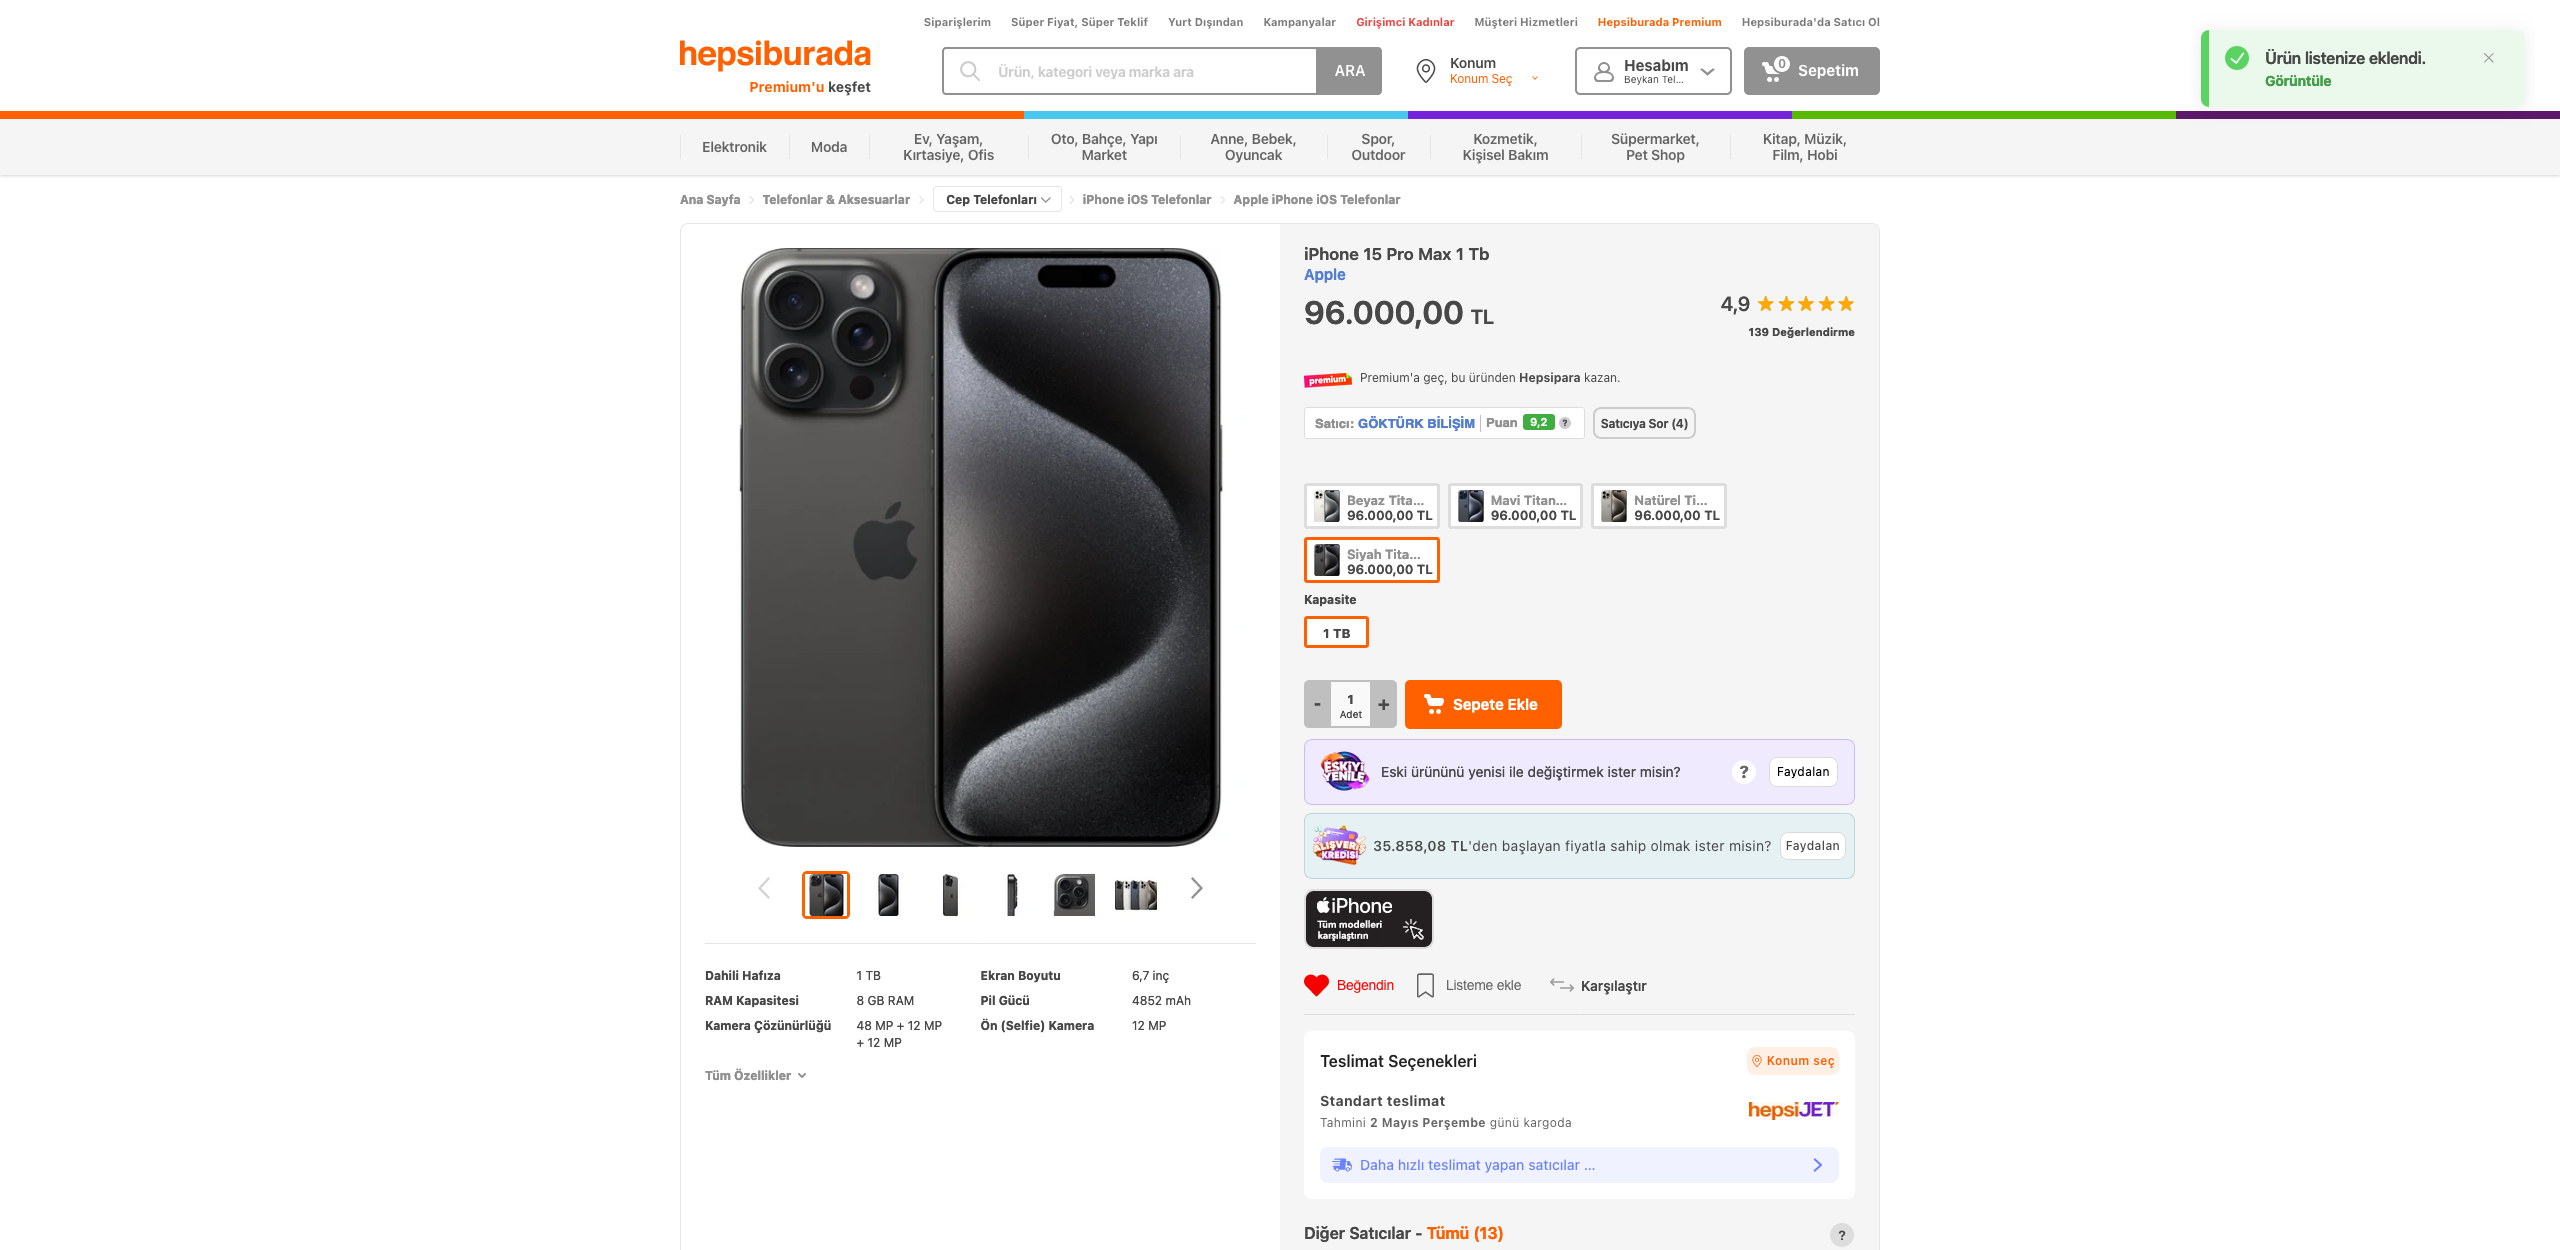 Siparişlerim
Süper Fiyat, Süper Teklif
Yurt Dışından
Kampanyalar
Girişimci Kadınlar
Müşteri Hizmetleri
Hepsiburada Premium
Hepsiburada'da Satıcı Ol
hepsiburada
Premium'u keşfet
Ürün, kategori veya marka ara
ARA
Konum
Konum Seç
Hesabım
Beykan Tel...
0
Sepetim
Ürün listenize eklendi.
Görüntüle
Elektronik
Moda
Ev, Yaşam,
Kırtasiye, Ofis
Oto, Bahçe, Yapı
Market
Anne, Bebek,
Oyuncak
Spor,
Outdoor
Kozmetik,
Kişisel Bakım
Süpermarket,
Pet Shop
Kitap, Müzik,
Film, Hobi
Ana Sayfa
Telefonlar & Aksesuarlar
Cep Telefonları
iPhone iOS Telefonlar
Apple iPhone iOS Telefonlar
iPhone 15 Pro Max 1 Tb
Apple
96.000,00 TL
4,9
139 Değerlendirme
premium
Premium'a geç, bu üründen Hepsipara kazan.
Satıcı: GÖKTÜRK BİLİŞİM
Puan 9,2 ?
Satıcıya Sor (4)
Beyaz Tita...
96.000,00 TL
Mavi Titan...
96.000,00 TL
Natürel Ti...
96.000,00 TL
Siyah Tita...
96.000,00 TL
Kapasite
1 TB
- 1 +
Adet
Sepete Ekle
ESKİYİ
YENİLE
Eski ürününü yenisi ile değiştirmek ister misin?
?
Faydalan
ALIŞVERİŞ
KREDİSİ
35.858,08 TL'den başlayan fiyatla sahip olmak ister misin?
Faydalan
iPhone
Tüm modelleri
karşılaştırın
Beğendin
Listeme ekle
Karşılaştır
Dahili Hafıza
1 TB
Ekran Boyutu
6,7 inç
RAM Kapasitesi
8 GB RAM
Pil Gücü
4852 mAh
Kamera Çözünürlüğü
48 MP + 12 MP
+ 12 MP
Ön (Selfie) Kamera
12 MP
Tüm Özellikler
Teslimat Seçenekleri
Konum seç
Standart teslimat
Tahmini 2 Mayıs Perşembe günü kargoda
hepsiJET
Daha hızlı teslimat yapan satıcılar ...
Diğer Satıcılar - Tümü (13)
?